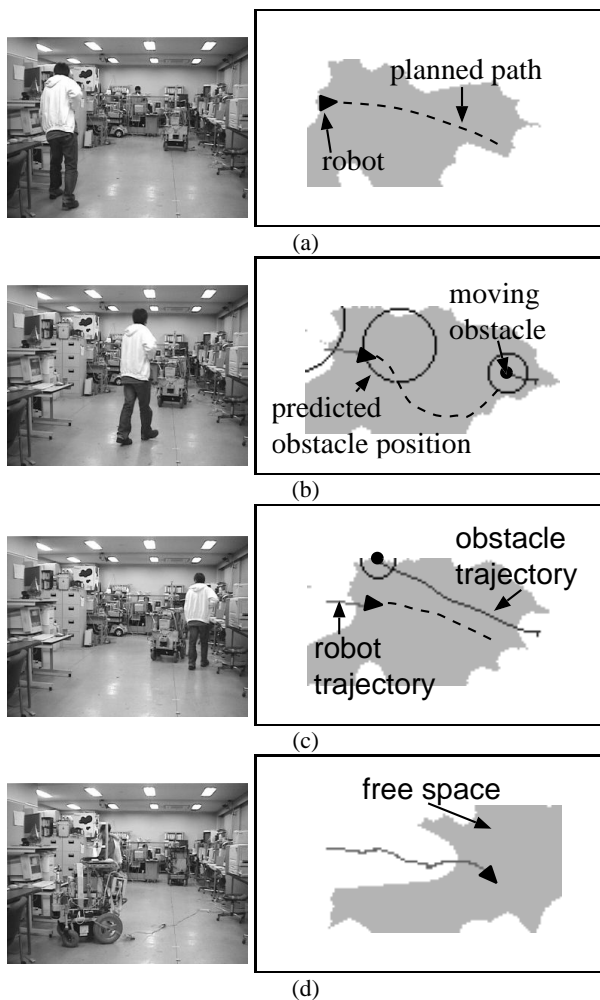 planned path
robot
(a)
moving
obstacle
predicted
obstacle position
(b)
obstacle
trajectory
robot
trajectory
(c)
free space
(d)